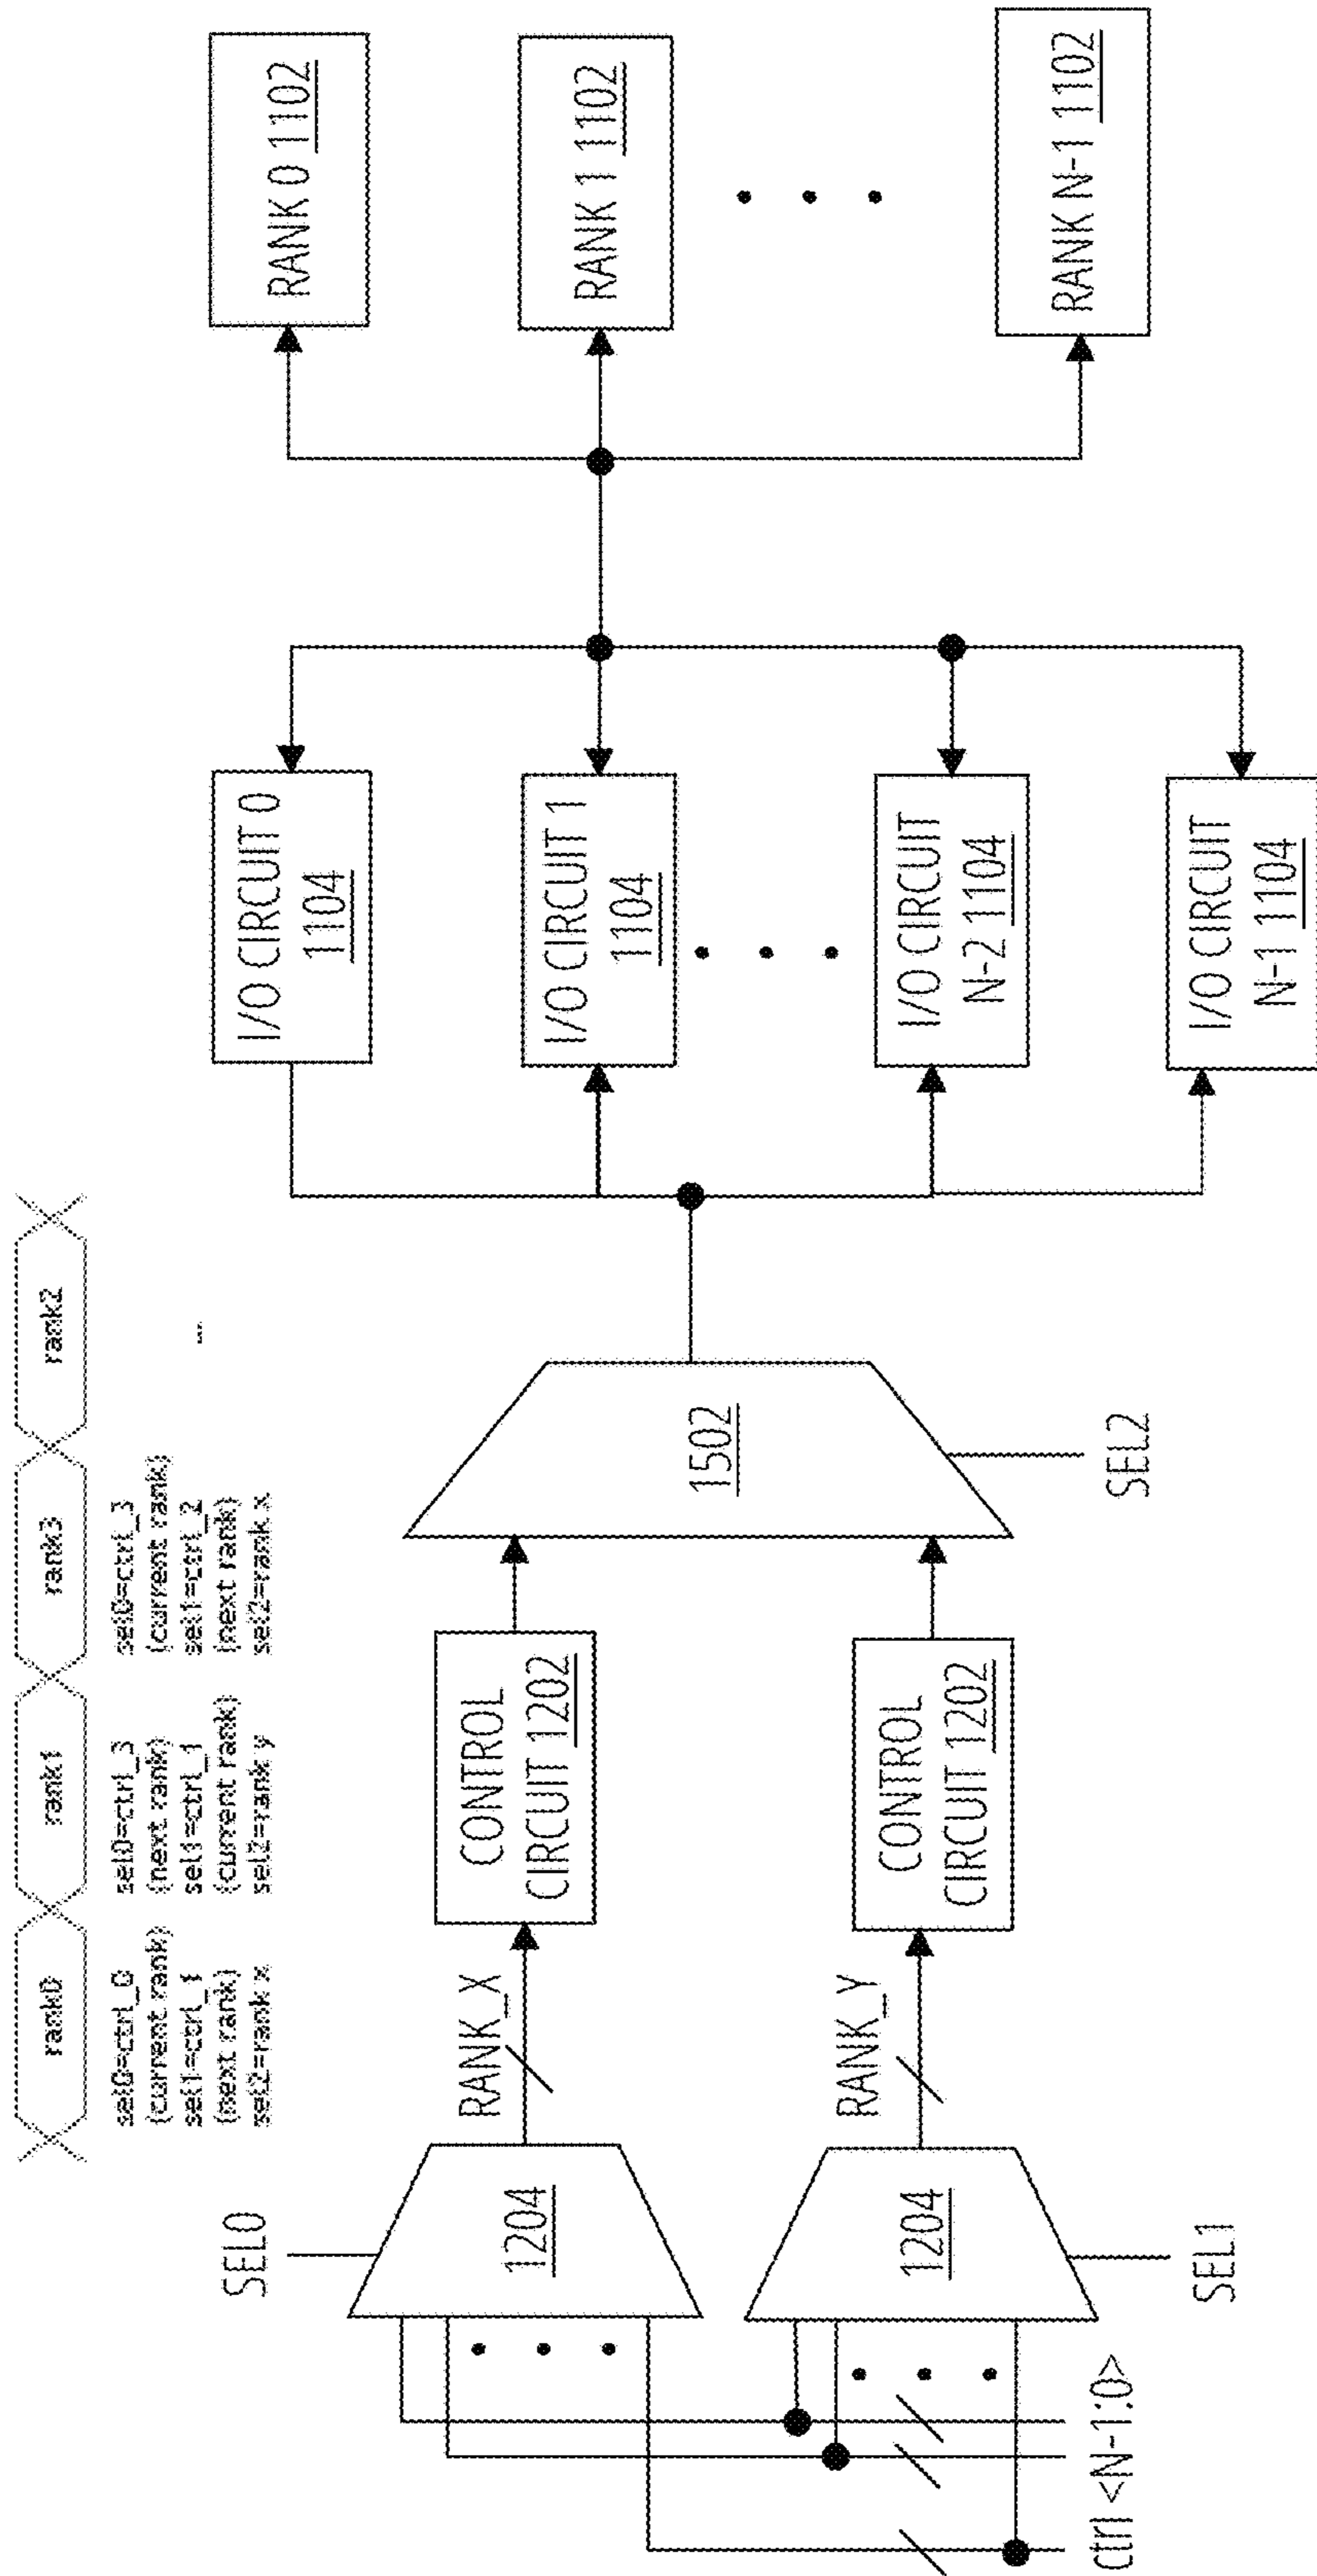 rank0 rank1 rank3 rank2
sel0=ctrl_0
(current rank)
sel1=ctrl_1
(next rank)
sel2=rank x
sel0=ctrl_3
(next rank)
sel1=ctrl_1
(current rank)
sel2=rank y
sel0=ctrl_3
(current rank)
sel1=ctrl_2
(next rank)
sel2=rank x
...
SEL0
1204
RANK_X
CONTROL
CIRCUIT 1202
1204
SEL1
RANK_Y
CONTROL
CIRCUIT 1202
ctrl <N-1:0>
1502
SEL2
I/O CIRCUIT 0
1104
I/O CIRCUIT 1
1104
I/O CIRCUIT
N-2 1104
I/O CIRCUIT
N-1 1104
RANK 0 1102
RANK 1 1102
RANK N-1 1102